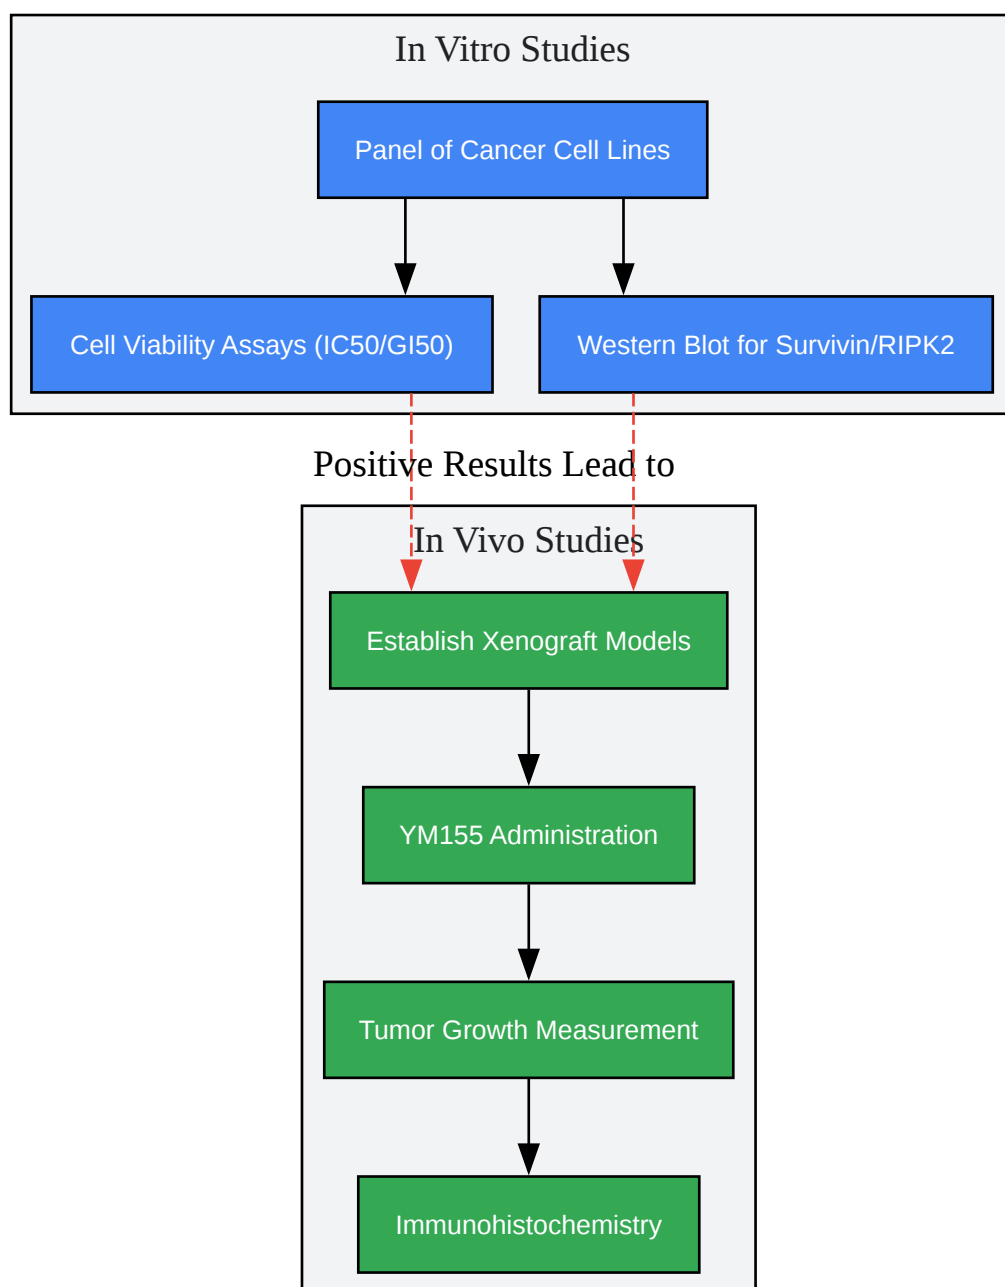 In Vitro Studies
Panel of Cancer Cell Lines
Cell Viability Assays (IC50/GI50)
Western Blot for Survivin/RIPK2
Positive Results Lead to
In Vivo Studies
Establish Xenograft Models
YM155 Administration
Tumor Growth Measurement
Immunohistochemistry